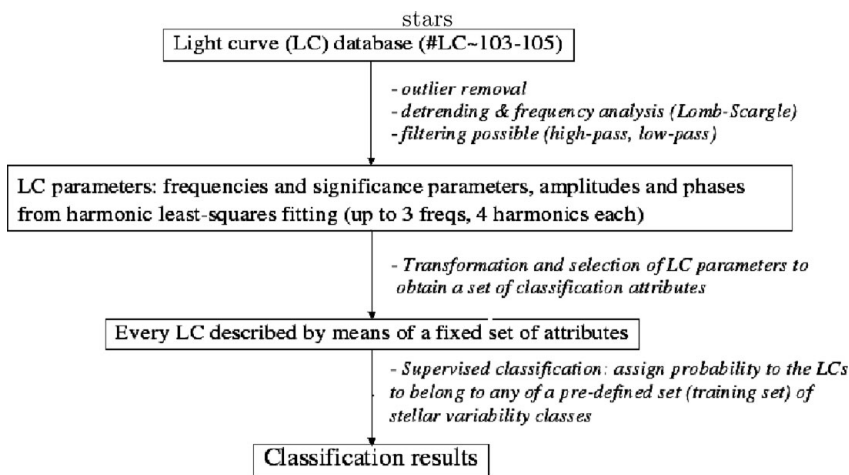 stars
Light curve (LC) database (#LC~103-105)
- outlier removal
- detrending & frequency analysis (Lomb-Scargle)
-filtering possible (high-pass, low-pass)
LC parameters: frequencies and significance parameters, amplitudes and phases
from harmonic least-squares fitting (up to 3 freqs, 4 harmonics each)
- Transformation and selection of LC parameters to
obtain a set of classification attributes
Every LC described by means of a fixed set of attributes
- Supervised classification: assign probability to the LCs
to belong to any of a pre-defined set (training set) of
stellar variability classes
Classification results